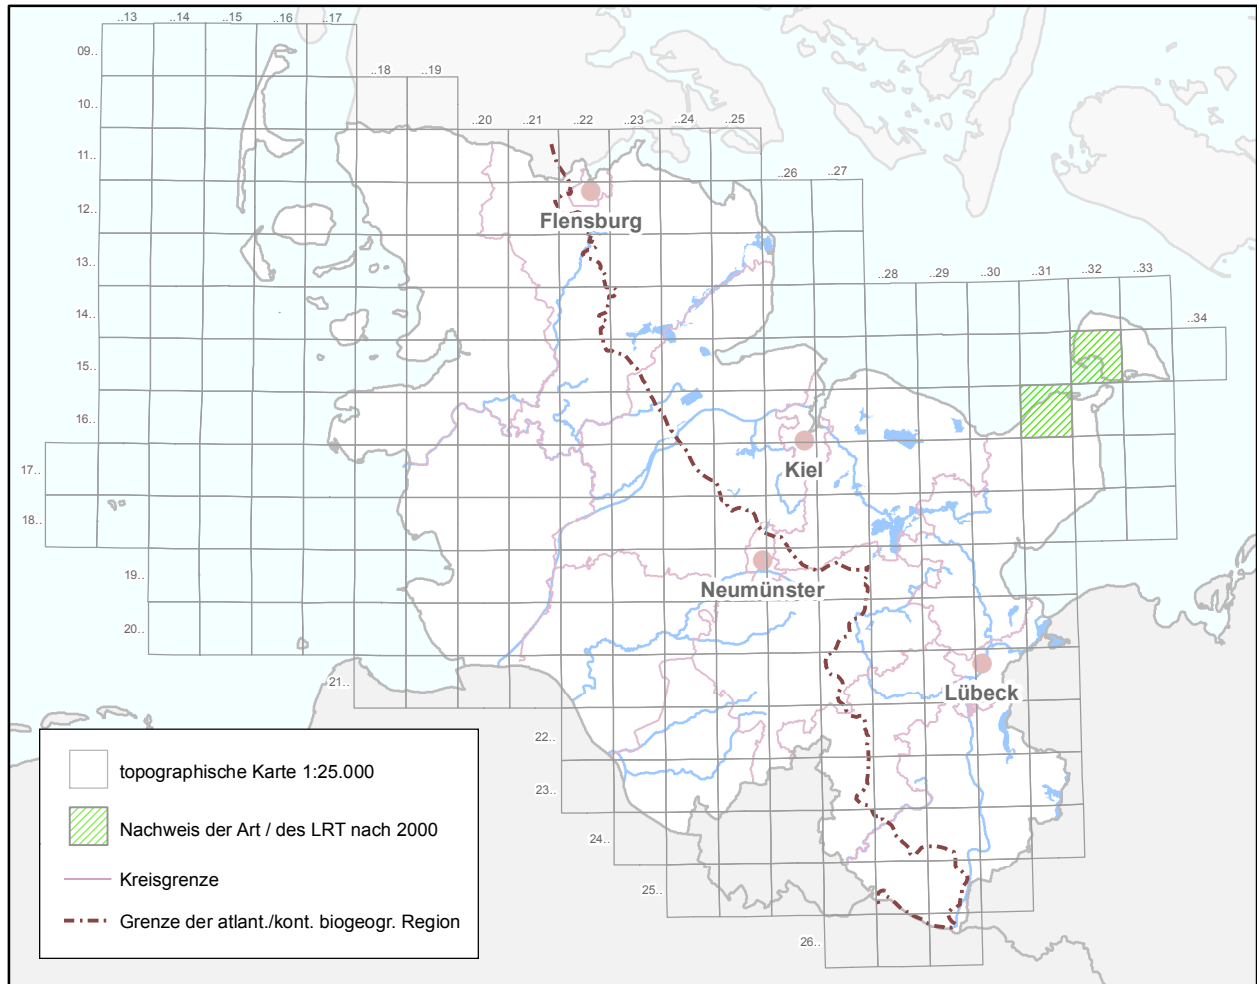 ..13 ..14 ..15 ..16 ..17
09..
..18 ..19
10..
..20 ..21 ..22 ..23 ..24 ..25
11..
..26 ..27
12..
Flensburg
13..
..28 ..29 ..30 ..31 ..32 ..33
14..
..34
15..
16..
Kiel
17..
18..
19..
Neumünster
20..
21..
Lübeck
22..
23..
24..
25..
26..
topographische Karte 1:25.000
Nachweis der Art / des LRT nach 2000
Kreisgrenze
Grenze der atlant./kont. biogeogr. Region